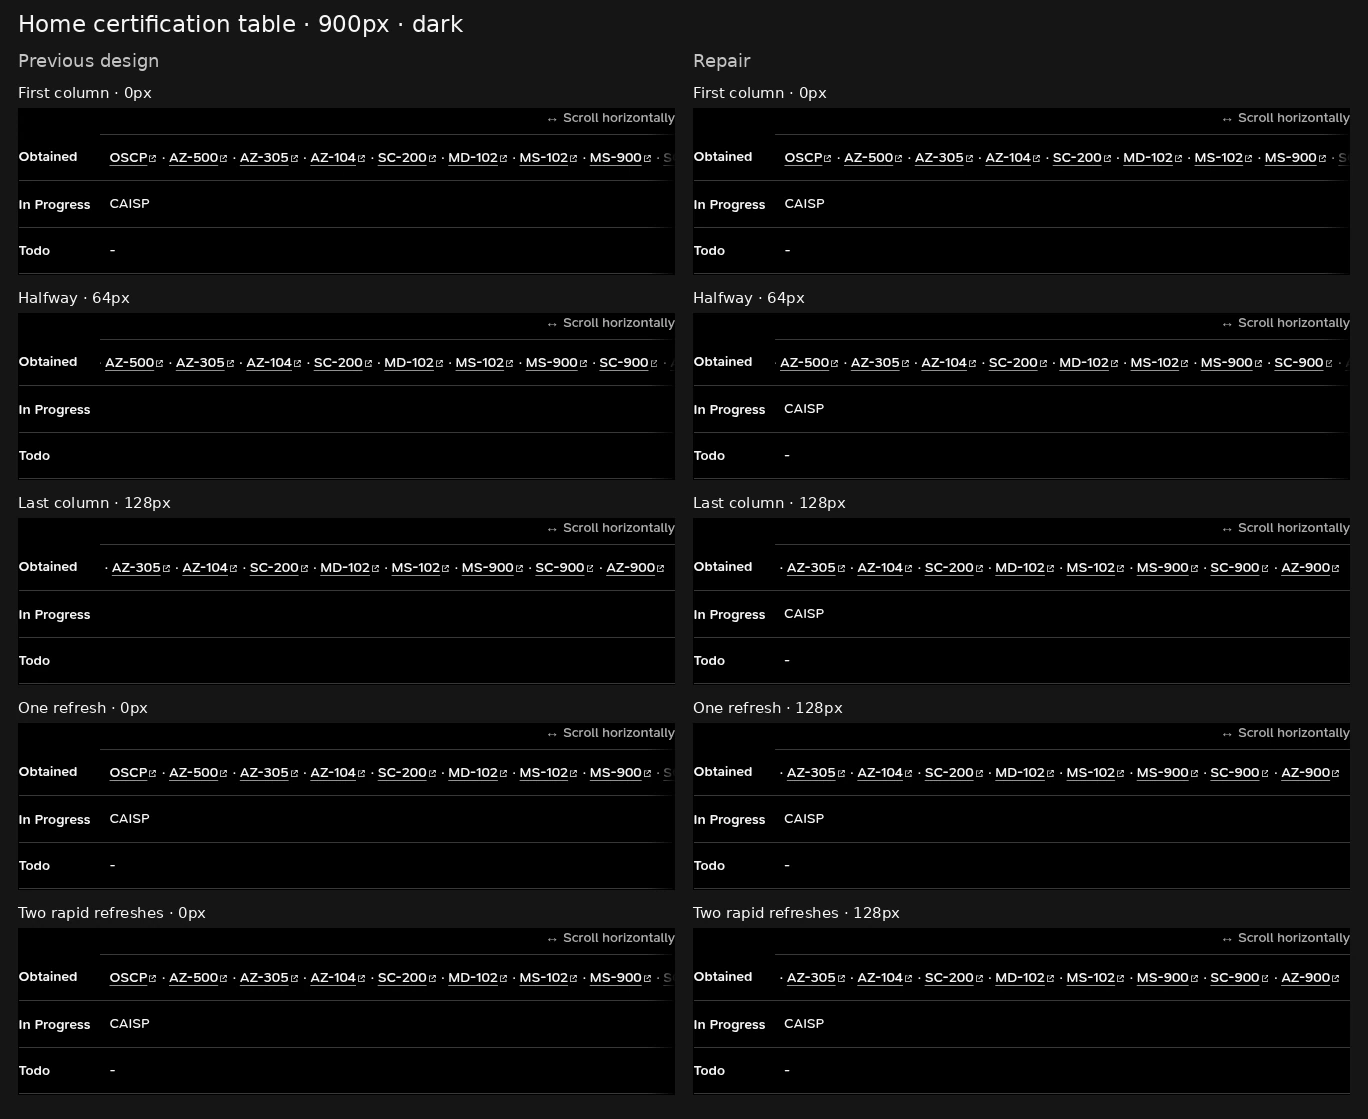 Home certification table · 900px · dark
Previous design
First column · 0px
↔ Scroll horizontally
Obtained OSCP · AZ-500 · AZ-305 · AZ-104 · SC-200 · MD-102 · MS-102 · MS-900 ·
In Progress CAISP
Todo -
Halfway · 64px
↔ Scroll horizontally
Obtained · AZ-500 · AZ-305 · AZ-104 · SC-200 · MD-102 · MS-102 · MS-900 · SC-900 ·
In Progress
Todo
Last column · 128px
↔ Scroll horizontally
Obtained · AZ-305 · AZ-104 · SC-200 · MD-102 · MS-102 · MS-900 · SC-900 · AZ-900
In Progress
Todo
One refresh · 0px
↔ Scroll horizontally
Obtained OSCP · AZ-500 · AZ-305 · AZ-104 · SC-200 · MD-102 · MS-102 · MS-900 ·
In Progress CAISP
Todo -
Two rapid refreshes · 0px
↔ Scroll horizontally
Obtained OSCP · AZ-500 · AZ-305 · AZ-104 · SC-200 · MD-102 · MS-102 · MS-900 ·
In Progress CAISP
Todo -
Repair
First column · 0px
↔ Scroll horizontally
Obtained OSCP · AZ-500 · AZ-305 · AZ-104 · SC-200 · MD-102 · MS-102 · MS-900 ·
In Progress CAISP
Todo -
Halfway · 64px
↔ Scroll horizontally
Obtained · AZ-500 · AZ-305 · AZ-104 · SC-200 · MD-102 · MS-102 · MS-900 · SC-900 ·
In Progress CAISP
Todo -
Last column · 128px
↔ Scroll horizontally
Obtained · AZ-305 · AZ-104 · SC-200 · MD-102 · MS-102 · MS-900 · SC-900 · AZ-900
In Progress CAISP
Todo -
One refresh · 128px
↔ Scroll horizontally
Obtained · AZ-305 · AZ-104 · SC-200 · MD-102 · MS-102 · MS-900 · SC-900 · AZ-900
In Progress CAISP
Todo -
Two rapid refreshes · 128px
↔ Scroll horizontally
Obtained · AZ-305 · AZ-104 · SC-200 · MD-102 · MS-102 · MS-900 · SC-900 · AZ-900
In Progress CAISP
Todo -